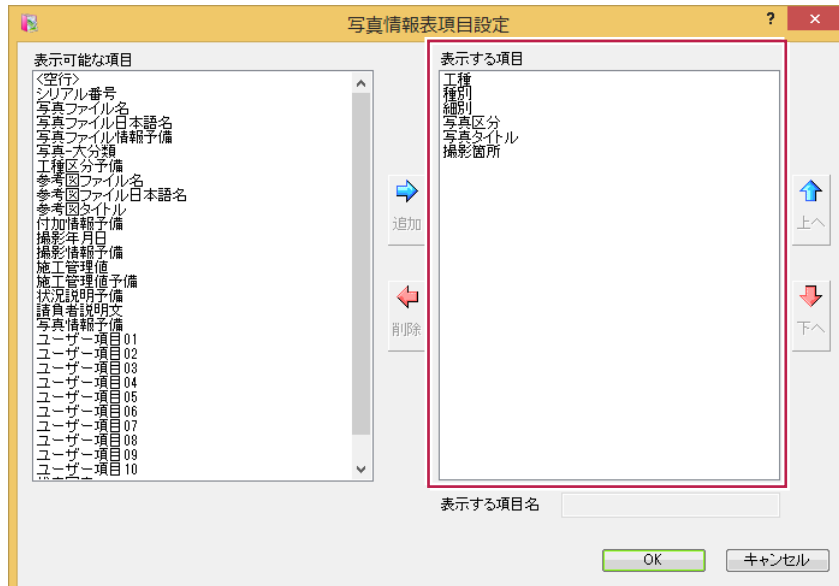 写真情報表項目設定
?
×
表示可能な項目
<空行>
シリアル番号
写真ファイル名
写真ファイル日本語名
写真ファイル情報予備
写真-大分類
工種区分予備
参考図ファイル名
参考図ファイル日本語名
参考図タイトル
付加情報予備
撮影年月日
撮影情報予備
施工管理値
施工管理値予備
状況説明予備
請負者説明文
写真情報予備
ユーザー項目01
ユーザー項目02
ユーザー項目03
ユーザー項目04
ユーザー項目05
ユーザー項目06
ユーザー項目07
ユーザー項目08
ユーザー項目09
ユーザー項目10
追加
削除
表示する項目
工種
種別
細別
写真区分
写真タイトル
撮影箇所
上へ
下へ
表示する項目名
OK
キャンセル